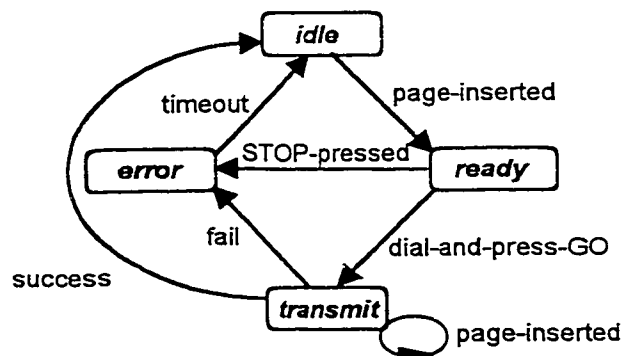 idle
timeout
page-inserted
STOP-pressed
error
ready
fail
dial-and-press-GO
success
transmit
page-inserted